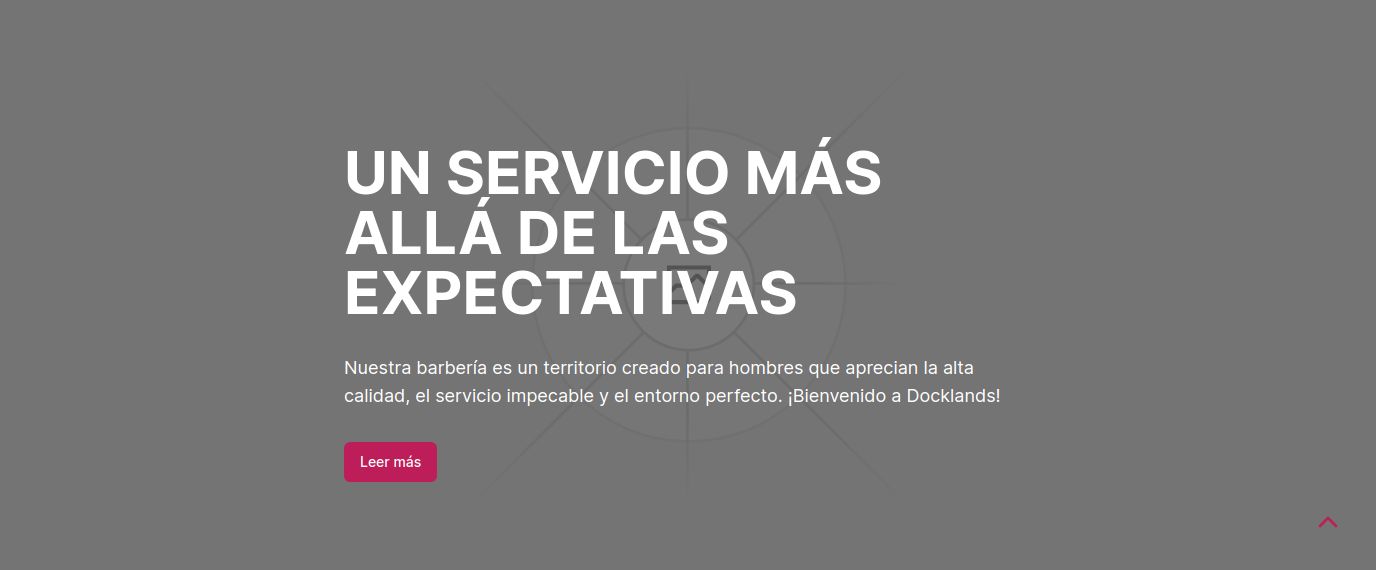 UN SERVICIO MÁS
ALLÁ DE LAS
EXPECTATIVAS
Nuestra barbería es un territorio creado para hombres que aprecian la alta
calidad, el servicio impecable y el entorno perfecto. ¡Bienvenido a Docklands!
Leer más